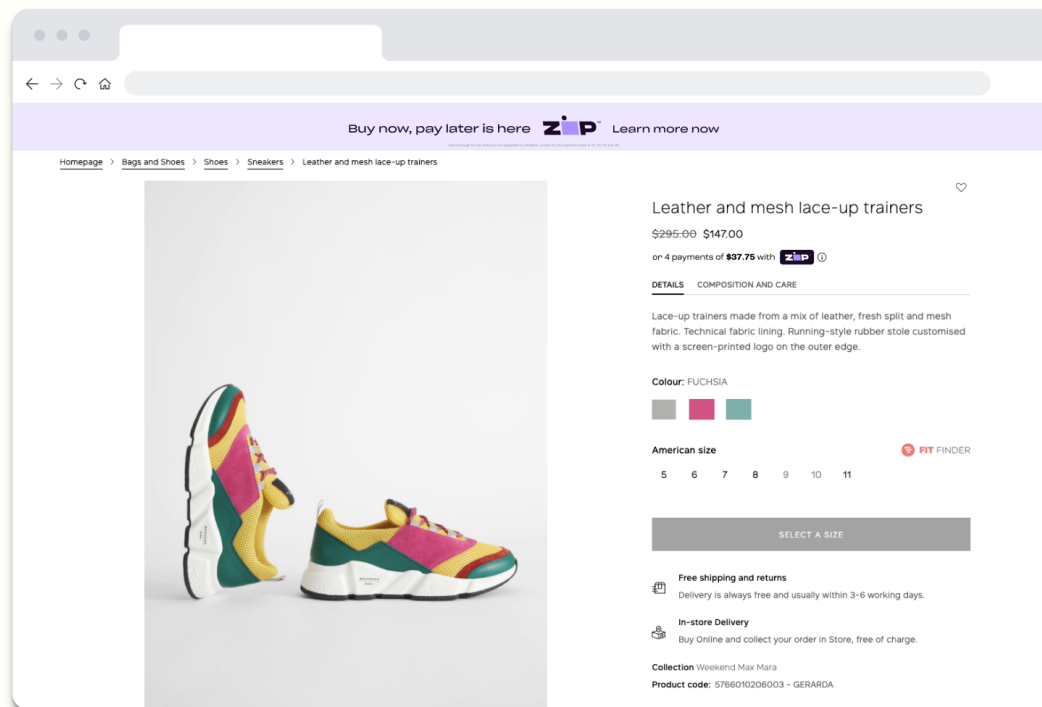 Buy now, pay later is here zip Learn more now
Homepage > Bags and Shoes > Shoes > Sneakers > Leather and mesh lace-up trainers
Leather and mesh lace-up trainers
$295.00 $147.00
or 4 payments of $37.75 with zip
DETAILS COMPOSITION AND CARE
Lace-up trainers made from a mix of leather, fresh split and mesh
fabric. Technical fabric lining. Running-style rubber stole customised
with a screen-printed logo on the outer edge.
Colour: FUCHSIA
American size FIT FINDER
5 6 7 8 9 10 11
SELECT A SIZE
Free shipping and returns
Delivery is always free and usually within 3-6 working days.
In-store Delivery
Buy Online and collect your order in Store, free of charge.
Collection Weekend Max Mara
Product code: 5766010206003 - GERARDA